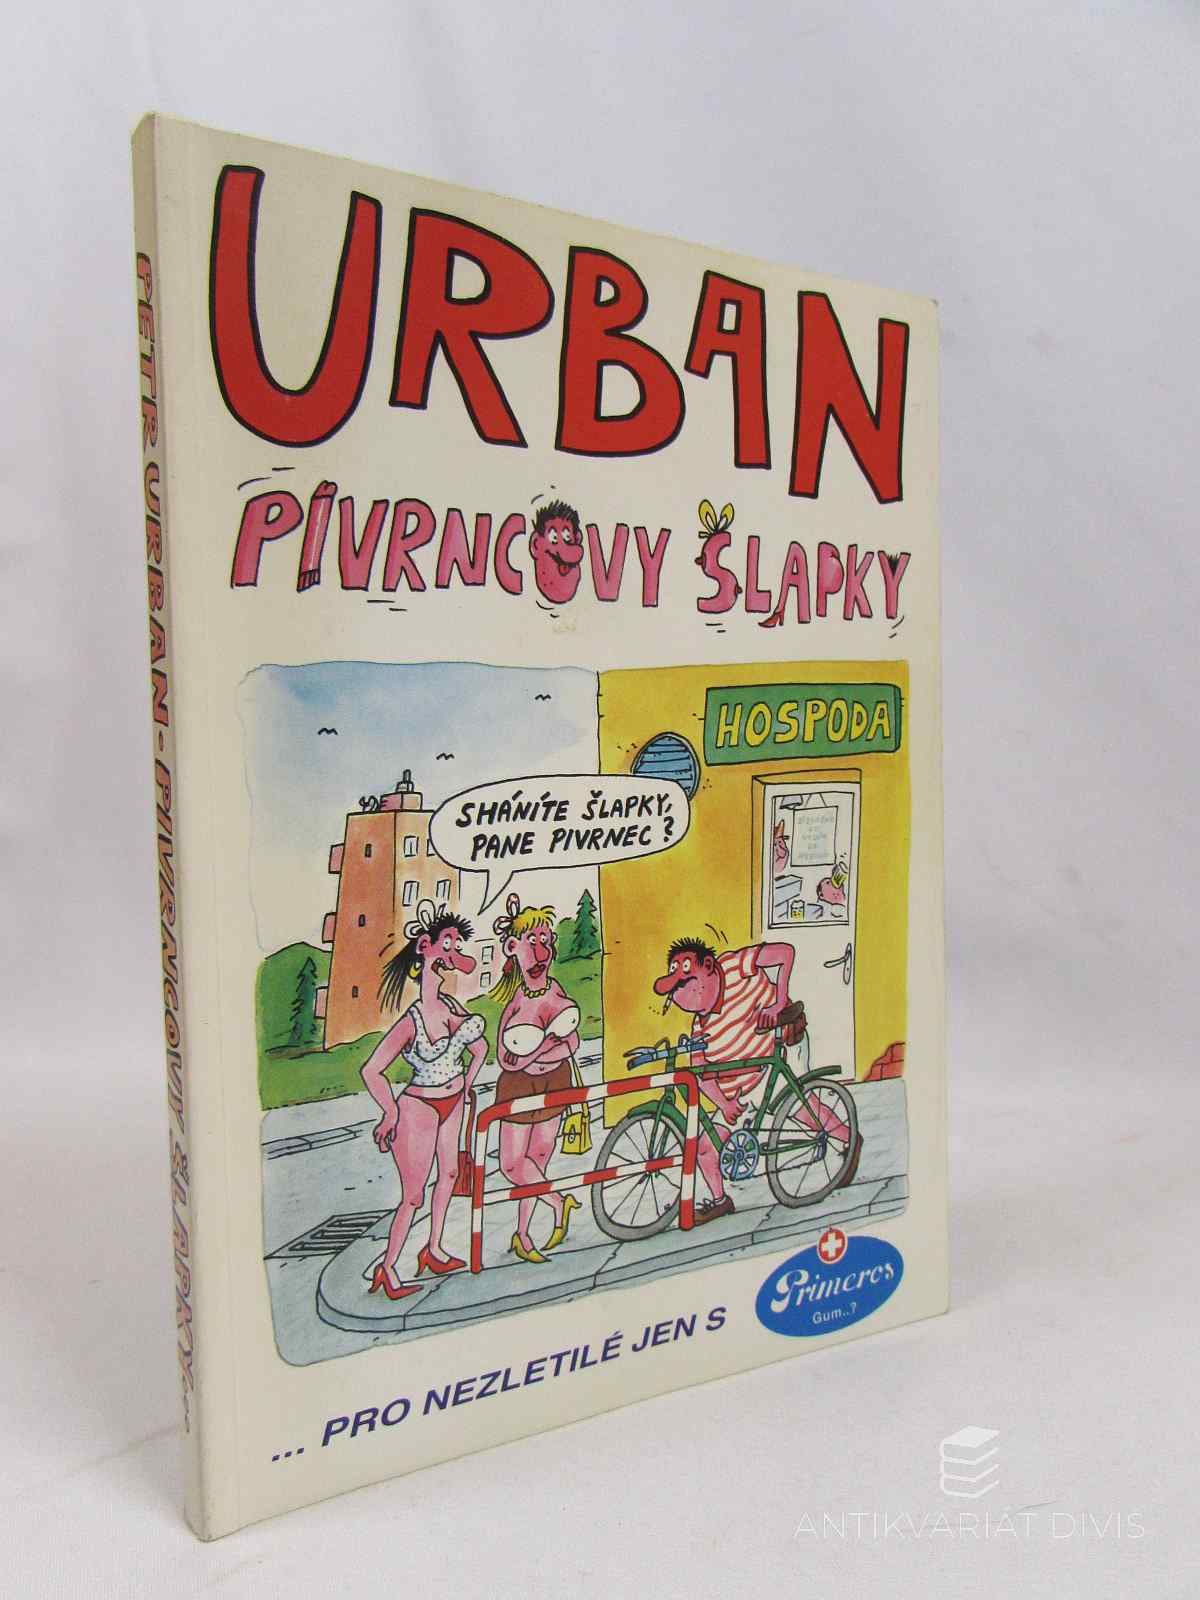 URBAN
PIVRNCOVY ŠLAPKY
HOSPODA
SHÁNÍTE ŠLAPKY,
PANE PIVRNEC?
Primeros
Gum..?
... PRO NEZLETILÉ JEN S
PETR URBAN - PIVRNCOVY ŠLAPKY...
ANTIKVARIÁT DIVIS